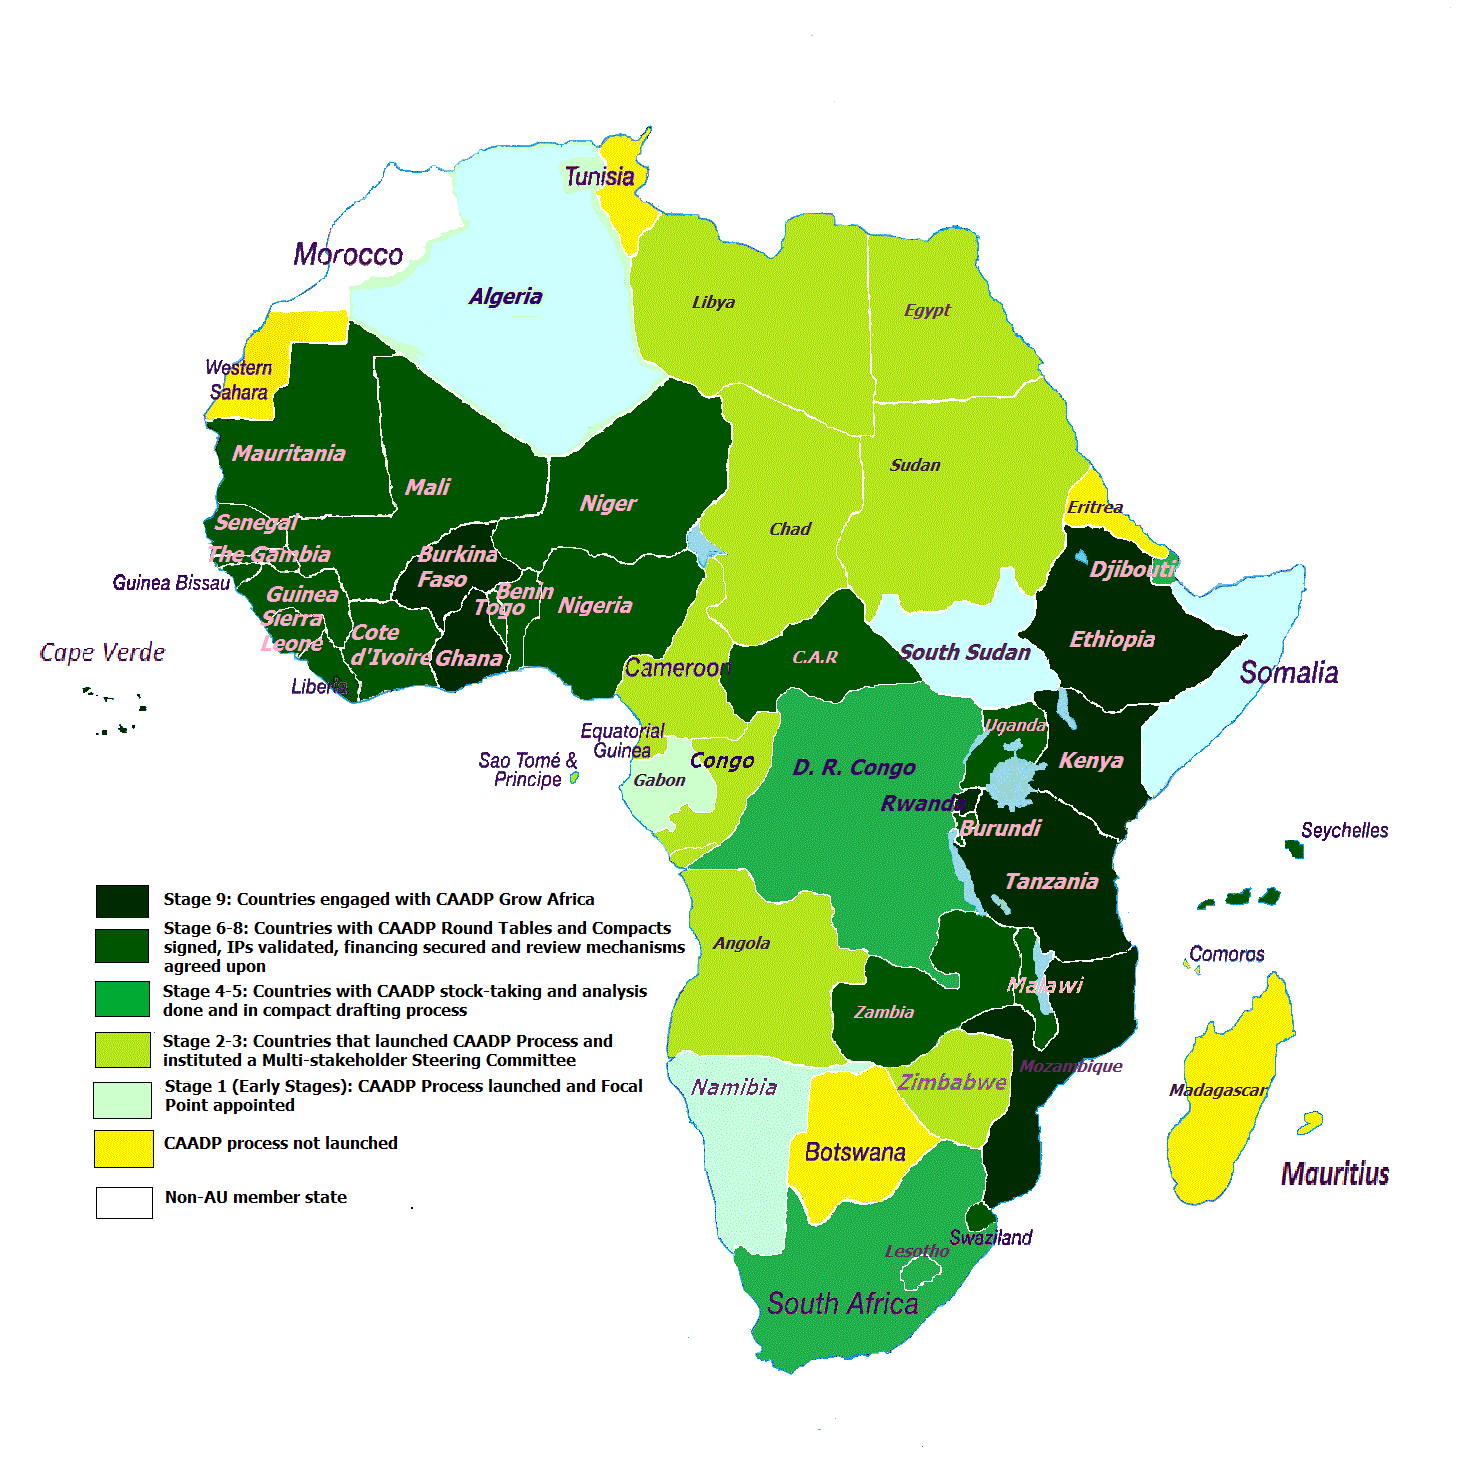 Tunisia
Morocco
Algeria
Libya
Egypt
Western
Sahara
Mauritania
Mali
Niger
Sudan
Chad
Eritrea
Senegal
The Gambia
Burkina
Faso
Djibouti
Guinea Bissau
Guinea
Benin
Togo
Nigeria
Sierra
Leone
Cote
d'Ivoire
Ghana
Ethiopia
Cape Verde
C.A.R
South Sudan
Cameroon
Somalia
Liberia
Uganda
Equatorial
Guinea
Sao Tomé &
Principe
Gabon
Congo
D. R. Congo
Kenya
Rwanda
Burundi
Seychelles
Tanzania
Stage 9: Countries engaged with CAADP Grow Africa
Stage 6-8: Countries with CAADP Round Tables and Compacts
signed, IPs validated, financing secured and review mechanisms
agreed upon
Stage 4-5: Countries with CAADP stock-taking and analysis
done and in compact drafting process
Stage 2-3: Countries that launched CAADP Process and
instituted a Multi-stakeholder Steering Committee
Stage 1 (Early Stages): CAADP Process launched and Focal
Point appointed
CAADP process not launched
Non-AU member state
Angola
Comoros
Malawi
Zambia
Mozambique
Namibia
Zimbabwe
Madagascar
Botswana
Mauritius
Swaziland
Lesotho
South Africa